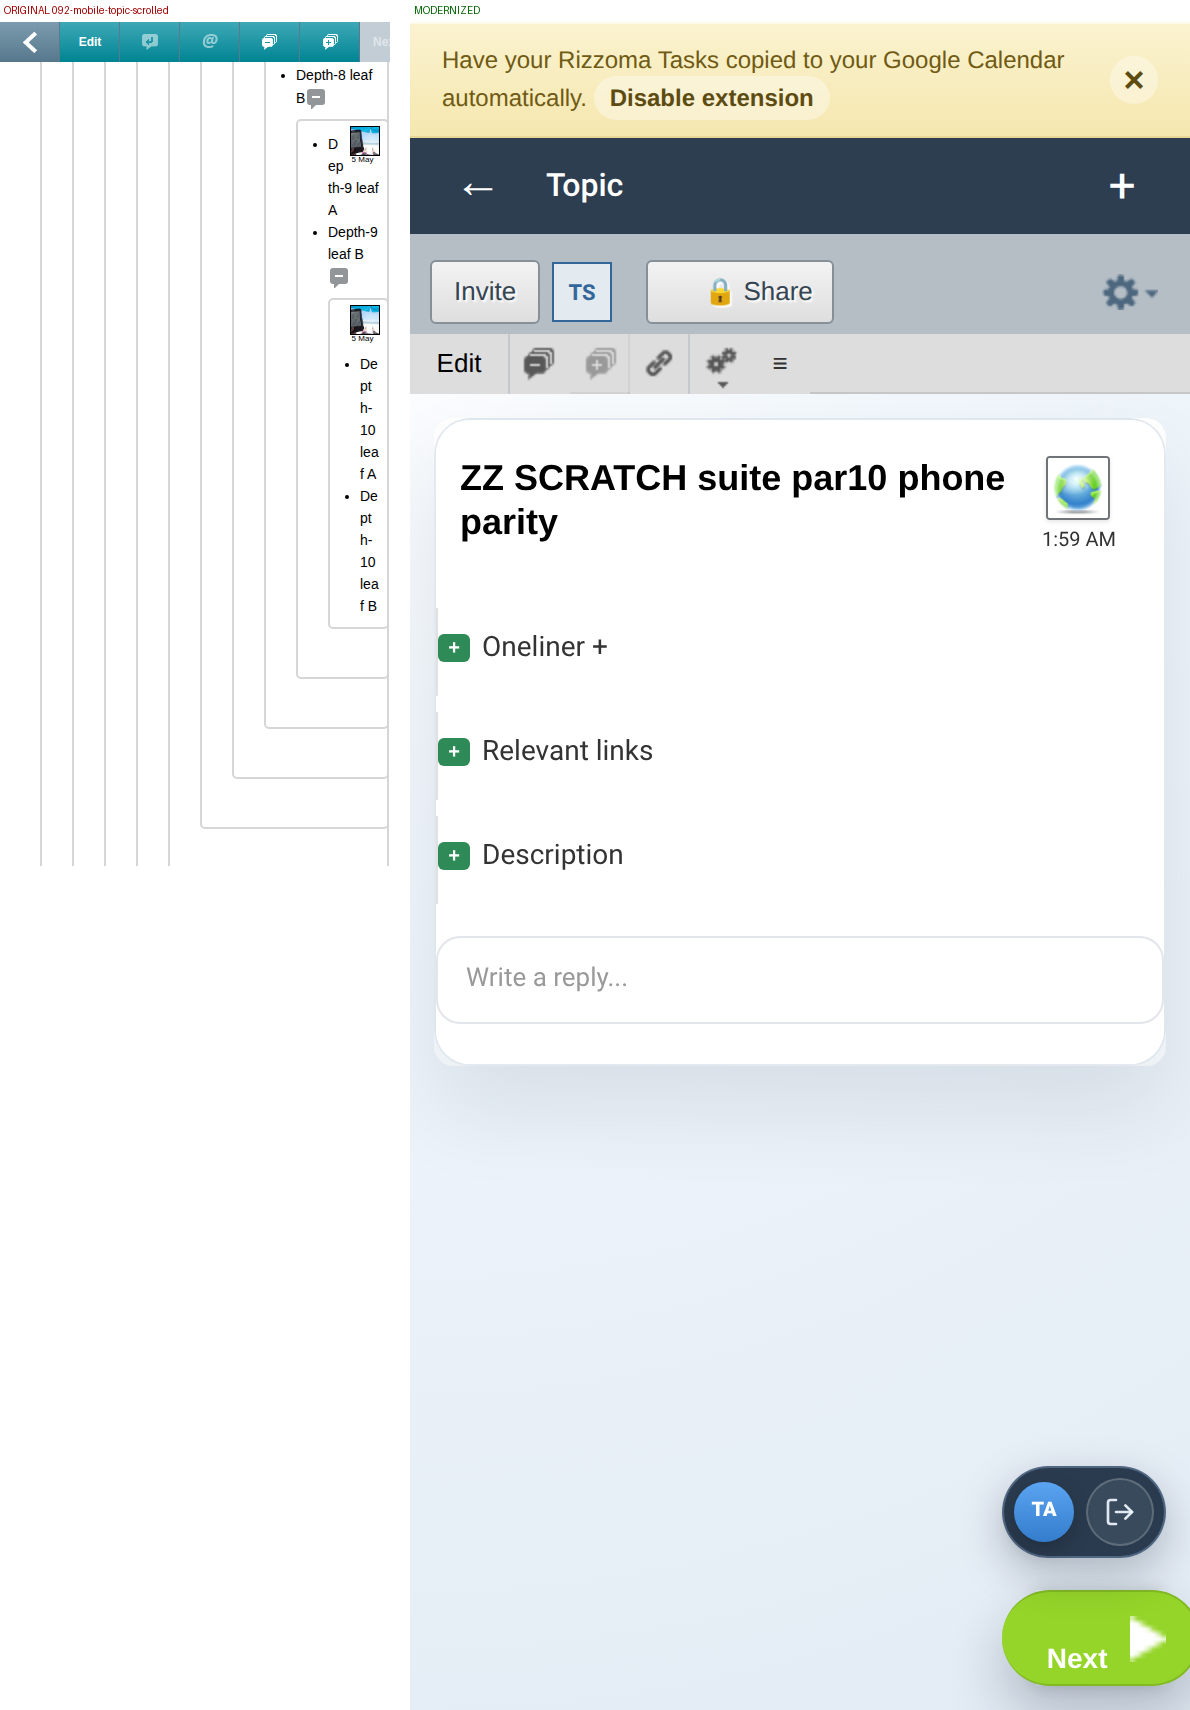 ORIGINAL 092-mobile-topic-scrolled
Edit
@
Ne
Depth-8 leaf
B
D
ep
th-9 leaf
A
5 May
Depth-9
leaf B
5 May
De
pt
h-
10
lea
f A
De
pt
h-
10
lea
f B
MODERNIZED
Have your Rizzoma Tasks copied to your Google Calendar
automatically. Disable extension
Topic
Invite
TS
Share
Edit
ZZ SCRATCH suite par10 phone
parity
1:59 AM
Oneliner +
Relevant links
Description
Write a reply...
TA
Next